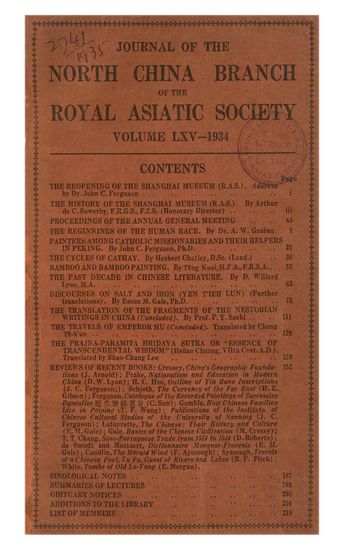 2741
1935
JOURNAL OF THE
NORTH CHINA BRANCH
OF THE
ROYAL ASIATIC SOCIETY
VOLUME LXV—1934
CONTENTS
Page
THE REOPENING OF THE SHANGHAI MUSEUM (R.A.S.). Address
by Dr. John C. Ferguson .. i
THE HISTORY OF THE SHANGHAI MUSEUM (R.A.S.) By Arthur
de C. Sowerby, F.R.G.S., F.Z.S. (Honorary Director) .. iii
PROCEEDINGS OF THE ANNUAL GENERAL MEETING ..
THE BEGINNINGS OF THE HUMAN RACE. By Dr. A. W. Grabau 1
PAINTERS AMONG CATHOLIC MISSIONARIES AND THEIR HELPERS
IN PEKING. By John C. Ferguson, Ph.D. .. 21
THE CYCLES OF CATHAY. By Herbert Chatley, D.Sc. (Lond.) .. 36
BAMBOO AND BAMBOO PAINTING. By Têng Kuei, M.F.A., F.R.S.A., .. 55
THE PAST DECADE IN CHINESE LITERATURE. By D. Willard
Lyon, M.A. .. 62
DISCOURSES ON SALT AND IRON (YEN T'IEH LUN) (Further
translations). By Esson M. Gale, Ph.D. .. 73
THE TRANSLATION OF THE FRAGMENTS OF THE NESTORIAN
WRITINGS IN CHINA (Concluded). By Prof. P. Y. Saeki .. 111
THE TRAVELS OF EMPEROR MU (Concluded). Translated by Cheng
Tê-k'un .. 128
THE PRAJNA-PARAMITA HRIDAYA SUTRA OR "ESSENCE OF
TRANSCENDENTAL WISDOM" (Hsüan Chuang, VIIth Cent. A.D.).
Translated by Shao-Chang Lee .. 150
REVIEWS OF RECENT BOOKS: Cressey, China's Geographic Foundations
(J. Arnold); Peake, Nationalism and Education in Modern
China (D. W. Lyon); H. C. Hsu, Outline of Yin Bone Inscriptions
(J. C. Ferguson); Schjöth, The Currency of the Far East (H. E.
Gibson); Ferguson, Catalogue of the Recorded Paintings of Successive
Dynasties (C. Sun); Gamble, How Chinese Families
Live in Peiping (T. F. Wang); Publications of the Institute of
Chinese Cultural Studies of the University of Nanking (J. C.
Ferguson); Latourette, The Chinese: Their History and Culture
(E. M. Gale); Gale, Basics of the Chinese Civilization (M. Cressy);
T. T. Chang, Sino-Portuguese Trade from 1514 to 1644 (D. Roberts);
de Smedt and Mostaert, Dictionnaire Monguor-Français (E. M.
Gale); Candlin, The Herald Wind (F. Ayscough); Ayscough, Travels
of a Chinese Poet, Tu Fu, Guest of Rivers and Lakes (R. F. Fitch);
White, Tombs of Old Lo-Yang (E. Morgan). 152
SINOLOGICAL NOTES .. 187
SUMMARIES OF LECTURES .. 198
OBITUARY NOTICES .. 206
ADDITIONS TO THE LIBRARY .. 210
LIST OF MEMBERS .. 219